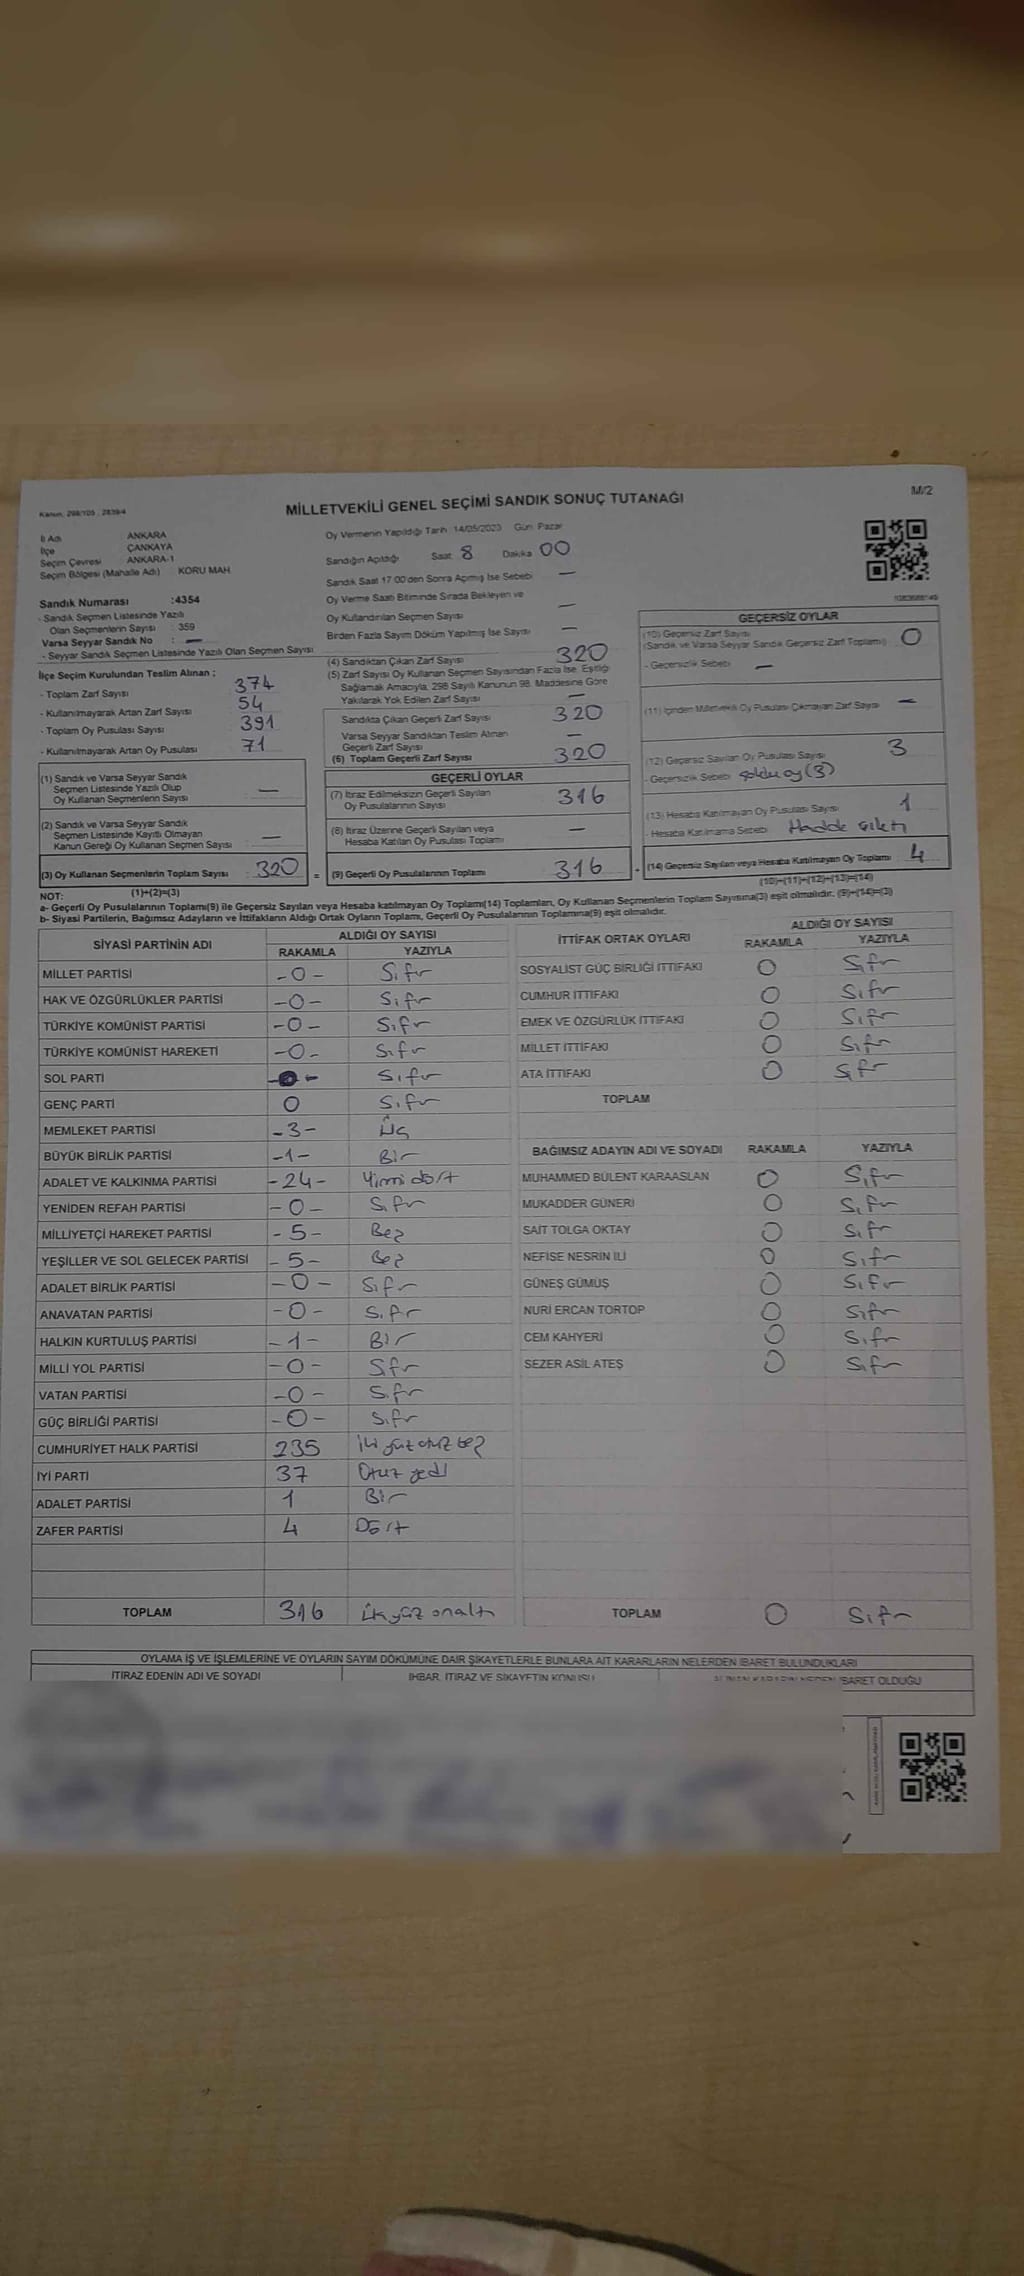 M/2
Kanun, 298/105 , 2839/4
MİLLETVEKİLİ GENEL SEÇİMİ SANDIK SONUÇ TUTANAĞI
İl Adı ANKARA
İlçe ÇANKAYA
Seçim Çevresi ANKARA-1
Seçim Bölgesi (Mahalle Adı) KORU MAH.
Sandık Numarası :4354
- Sandık Seçmen Listesinde Yazılı
Olan Seçmenlerin Sayısı : 359
Varsa Seyyar Sandık No : —
- Seyyar Sandık Seçmen Listesinde Yazılı Olan Seçmen Sayısı
İlçe Seçim Kurulundan Teslim Alınan ;
- Toplam Zarf Sayısı 374
- Kullanılmayarak Artan Zarf Sayısı 54
- Toplam Oy Pusulası Sayısı 391
- Kullanılmayarak Artan Oy Pusulası 71
(1) Sandık ve Varsa Seyyar Sandık
Seçmen Listesinde Yazılı Olup
Oy Kullanan Seçmenlerin Sayısı —
(2) Sandık ve Varsa Seyyar Sandık
Seçmen Listesinde Kayıtlı Olmayan
Kanun Gereği Oy Kullanan Seçmen Sayısı —
(3) Oy Kullanan Seçmenlerin Toplam Sayısı : 320
(1)+(2)=(3)
Oy Vermenin Yapıldığı Tarih :14/05/2023 Gün: Pazar
Sandığın Açıldığı Saat 8 Dakika 00
Sandık Saat 17:00'den Sonra Açılmış İse Sebebi —
Oy Verme Saati Bitiminde Sırada Bekleyen ve
Oy Kullandırılan Seçmen Sayısı —
Birden Fazla Sayım Döküm Yapılmış İse Sayısı —
(4) Sandıktan Çıkan Zarf Sayısı 320
(5) Zarf Sayısı Oy Kullanan Seçmen Sayısından Fazla İse, Eşitliği
Sağlamak Amacıyla, 298 Sayılı Kanunun 98. Maddesine Göre
Yakılarak Yok Edilen Zarf Sayısı —
Sandıkta Çıkan Geçerli Zarf Sayısı 320
Varsa Seyyar Sandıktan Teslim Alınan
Geçerli Zarf Sayısı —
(6) Toplam Geçerli Zarf Sayısı 320
GEÇERLİ OYLAR
(7) İtiraz Edilmeksizin Geçerli Sayılan
Oy Pusulalarının Sayısı 316
(8) İtiraz Üzerine Geçerli Sayılan veya
Hesaba Katılan Oy Pusulası Toplamı —
= (9) Geçerli Oy Pusulalarının Toplamı 316
GEÇERSİZ OYLAR
(10) Geçersiz Zarf Sayısı
(Sandık ve Varsa Seyyar Sandık Geçersiz Zarf Toplamı) 0
- Geçersizlik Sebebi —
(11) İçinden Milletvekili Oy Pusulası Çıkmayan Zarf Sayısı —
(12) Geçersiz Sayılan Oy Pusulası Sayısı 3
- Geçersizlik Sebebi çoklu oy (3)
(13) Hesaba Katılmayan Oy Pusulası Sayısı 1
- Hesaba Katılmama Sebebi
+ (14) Geçersiz Sayılan veya Hesaba Katılmayan Oy Toplamı 4
(10)+(11)+(12)+(13)=(14)
NOT:
a- Geçerli Oy Pusulalarının Toplamı(9) ile Geçersiz Sayılan veya Hesaba katılmayan Oy Toplamı(14) Toplamları, Oy Kullanan Seçmenlerin Toplam Sayısına(3) eşit olmalıdır. (9)+(14)=(3)
b- Siyasi Partilerin, Bağımsız Adayların ve İttifakların Aldığı Ortak Oyların Toplamı, Geçerli Oy Pusulalarının Toplamına(9) eşit olmalıdır.
SİYASİ PARTİNİN ADI ALDIĞI OY SAYISI
RAKAMLA YAZIYLA
MİLLET PARTİSİ -0- Sıfır
HAK VE ÖZGÜRLÜKLER PARTİSİ -0- Sıfır
TÜRKİYE KOMÜNİST PARTİSİ -0- Sıfır
TÜRKİYE KOMÜNİST HAREKETİ -0- Sıfır
SOL PARTİ -0- Sıfır
GENÇ PARTİ 0 Sıfır
MEMLEKET PARTİSİ -3- Üç
BÜYÜK BİRLİK PARTİSİ -1- Bir
ADALET VE KALKINMA PARTİSİ -24- Yirmi dört
YENİDEN REFAH PARTİSİ -0- Sıfır
MİLLİYETÇİ HAREKET PARTİSİ -5- Beş
YEŞİLLER VE SOL GELECEK PARTİSİ -5- Beş
ADALET BİRLİK PARTİSİ -0- Sıfır
ANAVATAN PARTİSİ -0- Sıfır
HALKIN KURTULUŞ PARTİSİ -1- Bir
MİLLİ YOL PARTİSİ -0- Sıfır
VATAN PARTİSİ -0- Sıfır
GÜÇ BİRLİĞİ PARTİSİ -0- Sıfır
CUMHURİYET HALK PARTİSİ 235 İki yüz otuz beş
İYİ PARTİ 37 Otuz yedi
ADALET PARTİSİ 1 Bir
ZAFER PARTİSİ 4 Dört
TOPLAM 316 üç yüz onaltı
İTTİFAK ORTAK OYLARI ALDIĞI OY SAYISI
RAKAMLA YAZIYLA
SOSYALİST GÜÇ BİRLİĞİ İTTİFAKI 0 Sıfır
CUMHUR İTTİFAKI 0 Sıfır
EMEK VE ÖZGÜRLÜK İTTİFAKI 0 Sıfır
MİLLET İTTİFAKI 0 Sıfır
ATA İTTİFAKI 0 Sıfır
TOPLAM
BAĞIMSIZ ADAYIN ADI VE SOYADI RAKAMLA YAZIYLA
MUHAMMED BÜLENT KARAASLAN 0 Sıfır
MUKADDER GÜNERİ 0 Sıfır
SAİT TOLGA OKTAY 0 Sıfır
NEFİSE NESRİN İLİ 0 Sıfır
GÜNEŞ GÜMÜŞ 0 Sıfır
NURİ ERCAN TORTOP 0 Sıfır
CEM KAHYERİ 0 Sıfır
SEZER ASİL ATEŞ 0 Sıfır
TOPLAM 0 Sıfır
OYLAMA İŞ VE İŞLEMLERİNE VE OYLARIN SAYIM DÖKÜMÜNE DAİR ŞİKAYETLERLE BUNLARA AİT KARARLARIN NELERDEN İBARET BULUNDUKLARI
İTİRAZ EDENİN ADI VE SOYADI İHBAR, İTİRAZ VE ŞİKAYETİN KONUSU İBARET OLDUĞU